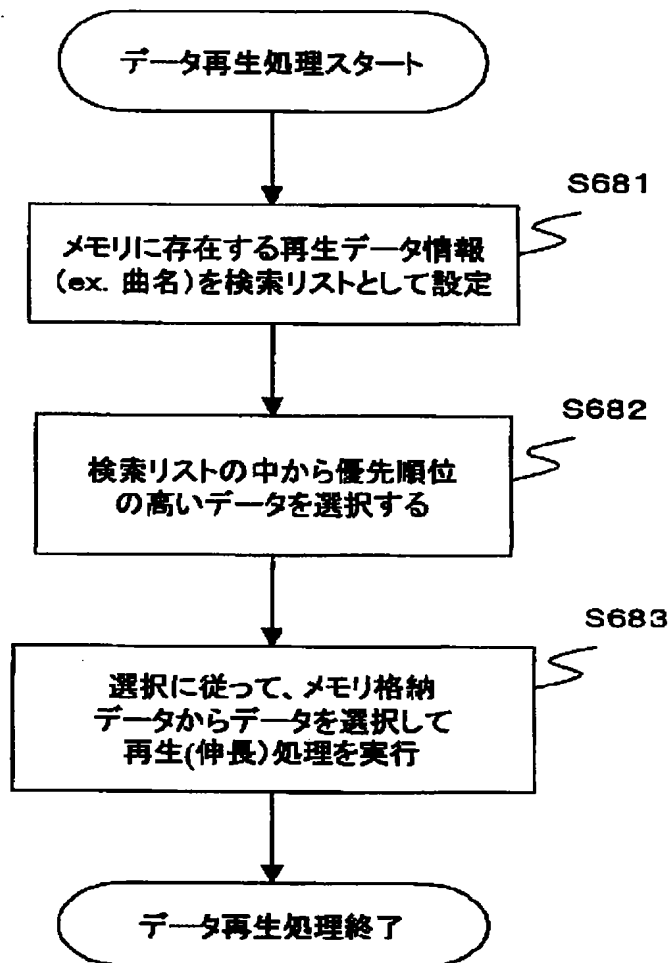 データ再生処理スタート
S681
メモリに存在する再生データ情報
(ex. 曲名)を検索リストとして設定
S682
検索リストの中から優先順位
の高いデータを選択する
S683
選択に従って、メモリ格納
データからデータを選択して
再生(伸長)処理を実行
データ再生処理終了